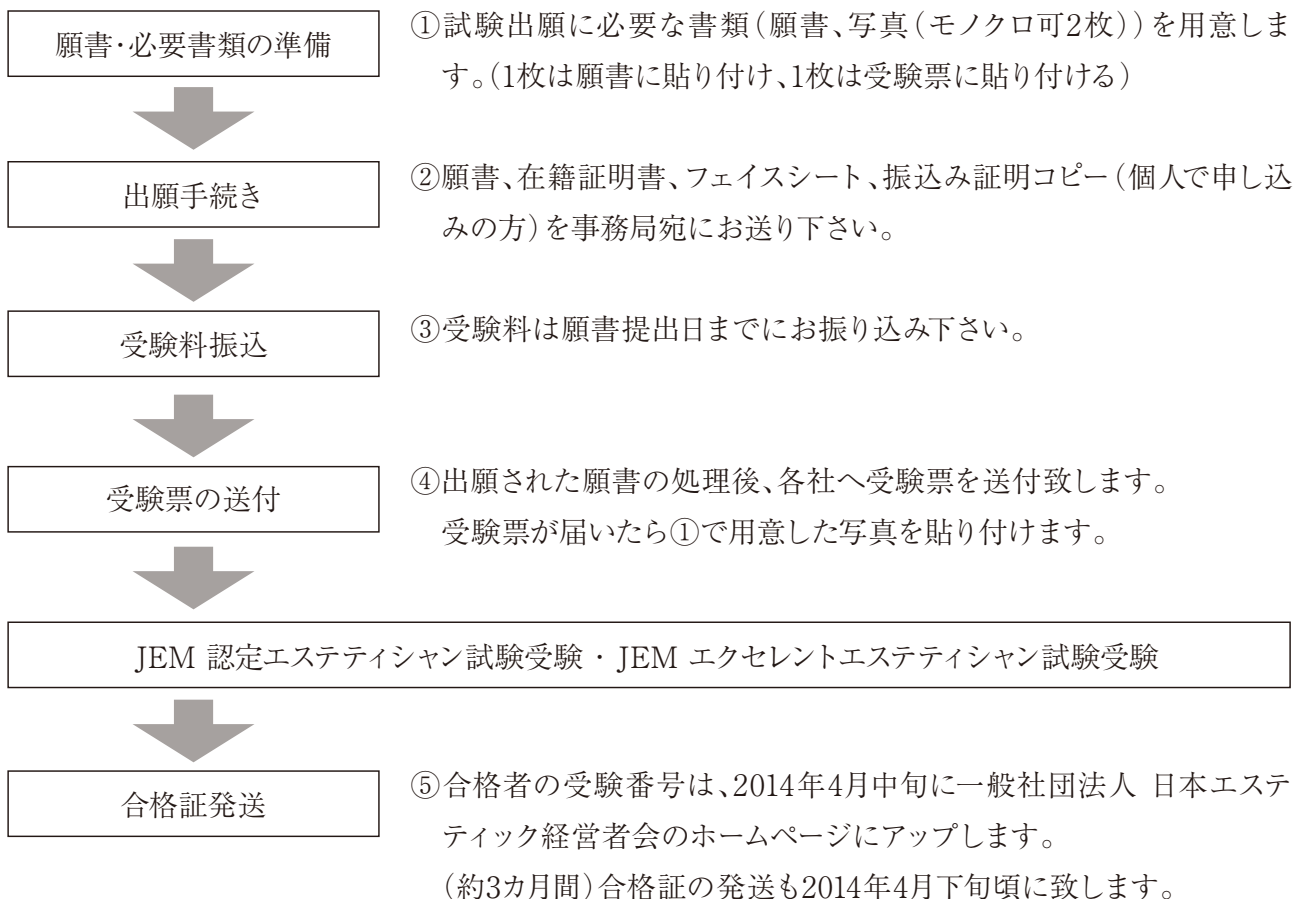 願書・必要書類の準備
①試験出願に必要な書類（願書、写真（モノクロ可2枚））を用意しま
す。（1枚は願書に貼り付け、1枚は受験票に貼り付ける）
出願手続き
②願書、在籍証明書、フェイスシート、振込み証明コピー（個人で申し込
みの方）を事務局宛にお送り下さい。
受験料振込
③受験料は願書提出日までにお振り込み下さい。
受験票の送付
④出願された願書の処理後、各社へ受験票を送付致します。
受験票が届いたら①で用意した写真を貼り付けます。
JEM 認定エステティシャン試験受験・JEM エクセレントエステティシャン試験受験
合格証発送
⑤合格者の受験番号は、2014年4月中旬に一般社団法人 日本エステ
ティック経営者会のホームページにアップします。
（約3カ月間）合格証の発送も2014年4月下旬頃に致します。